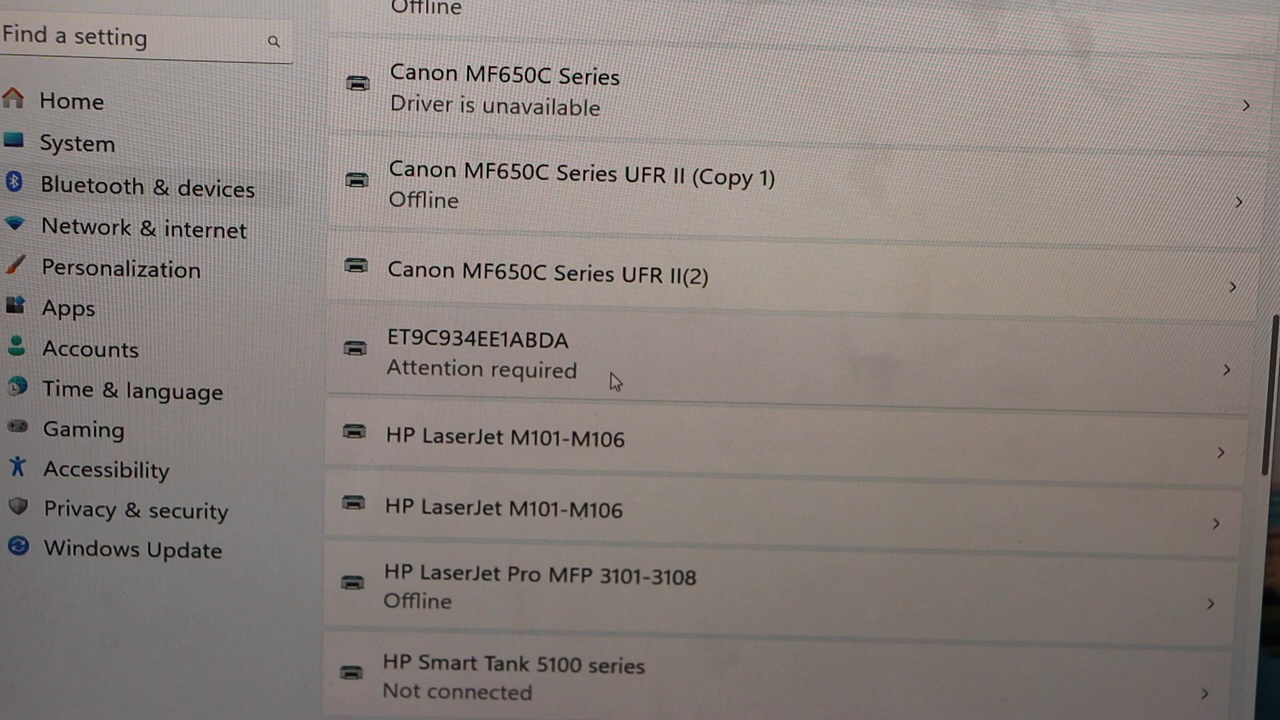 Offline
Find a setting
Home
System
Bluetooth & devices
Network & internet
Personalization
Apps
Accounts
Time & language
Gaming
Accessibility
Privacy & security
Windows Update
Canon MF650C Series
Driver is unavailable
Canon MF650C Series UFR II (Copy 1)
Offline
Canon MF650C Series UFR II(2)
ET9C934EE1ABDA
Attention required
HP LaserJet M101-M106
HP LaserJet M101-M106
HP LaserJet Pro MFP 3101-3108
Offline
HP Smart Tank 5100 series
Not connected